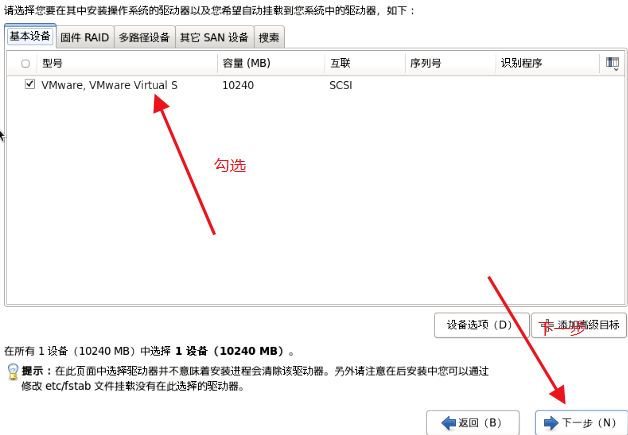 请选择您要在其中安装操作系统的驱动器以及您希望自动挂载到您系统中的驱动器，如下：
基本设备 固件 RAID 多路径设备 其它 SAN 设备 搜索
型号 容量 (MB) 互联 序列号 识别程序
VMware, VMware Virtual S 10240 SCSI
勾选
设备选项（D） 添加高级目标
下一步
在所有 1 设备（10240 MB）中选择 1 设备（10240 MB）。
提示：在此页面中选择驱动器并不意味着安装进程会清除该驱动器。另外请注意在后安装中您可以通过
修改 etc/fstab 文件挂载没有在此选择的驱动器。
返回（B） 下一步（N）